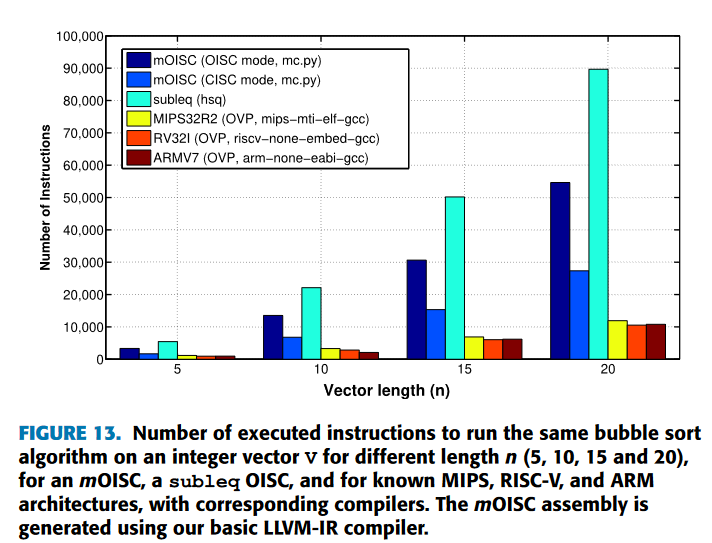 100,000
90,000
80,000
70,000
60,000
50,000
40,000
30,000
20,000
10,000
0
Number of Instructions
mOISC (OISC mode, mc.py)
mOISC (CISC mode, mc.py)
subleq (hsq)
MIPS32R2 (OVP, mips-mti-elf-gcc)
RV32I (OVP, riscv-none-embed-gcc)
ARMV7 (OVP, arm-none-eabi-gcc)
5
10
15
20
Vector length (n)
FIGURE 13. Number of executed instructions to run the same bubble sort
algorithm on an integer vector V for different length n (5, 10, 15 and 20),
for an mOISC, a subleq OISC, and for known MIPS, RISC-V, and ARM
architectures, with corresponding compilers. The mOISC assembly is
generated using our basic LLVM-IR compiler.